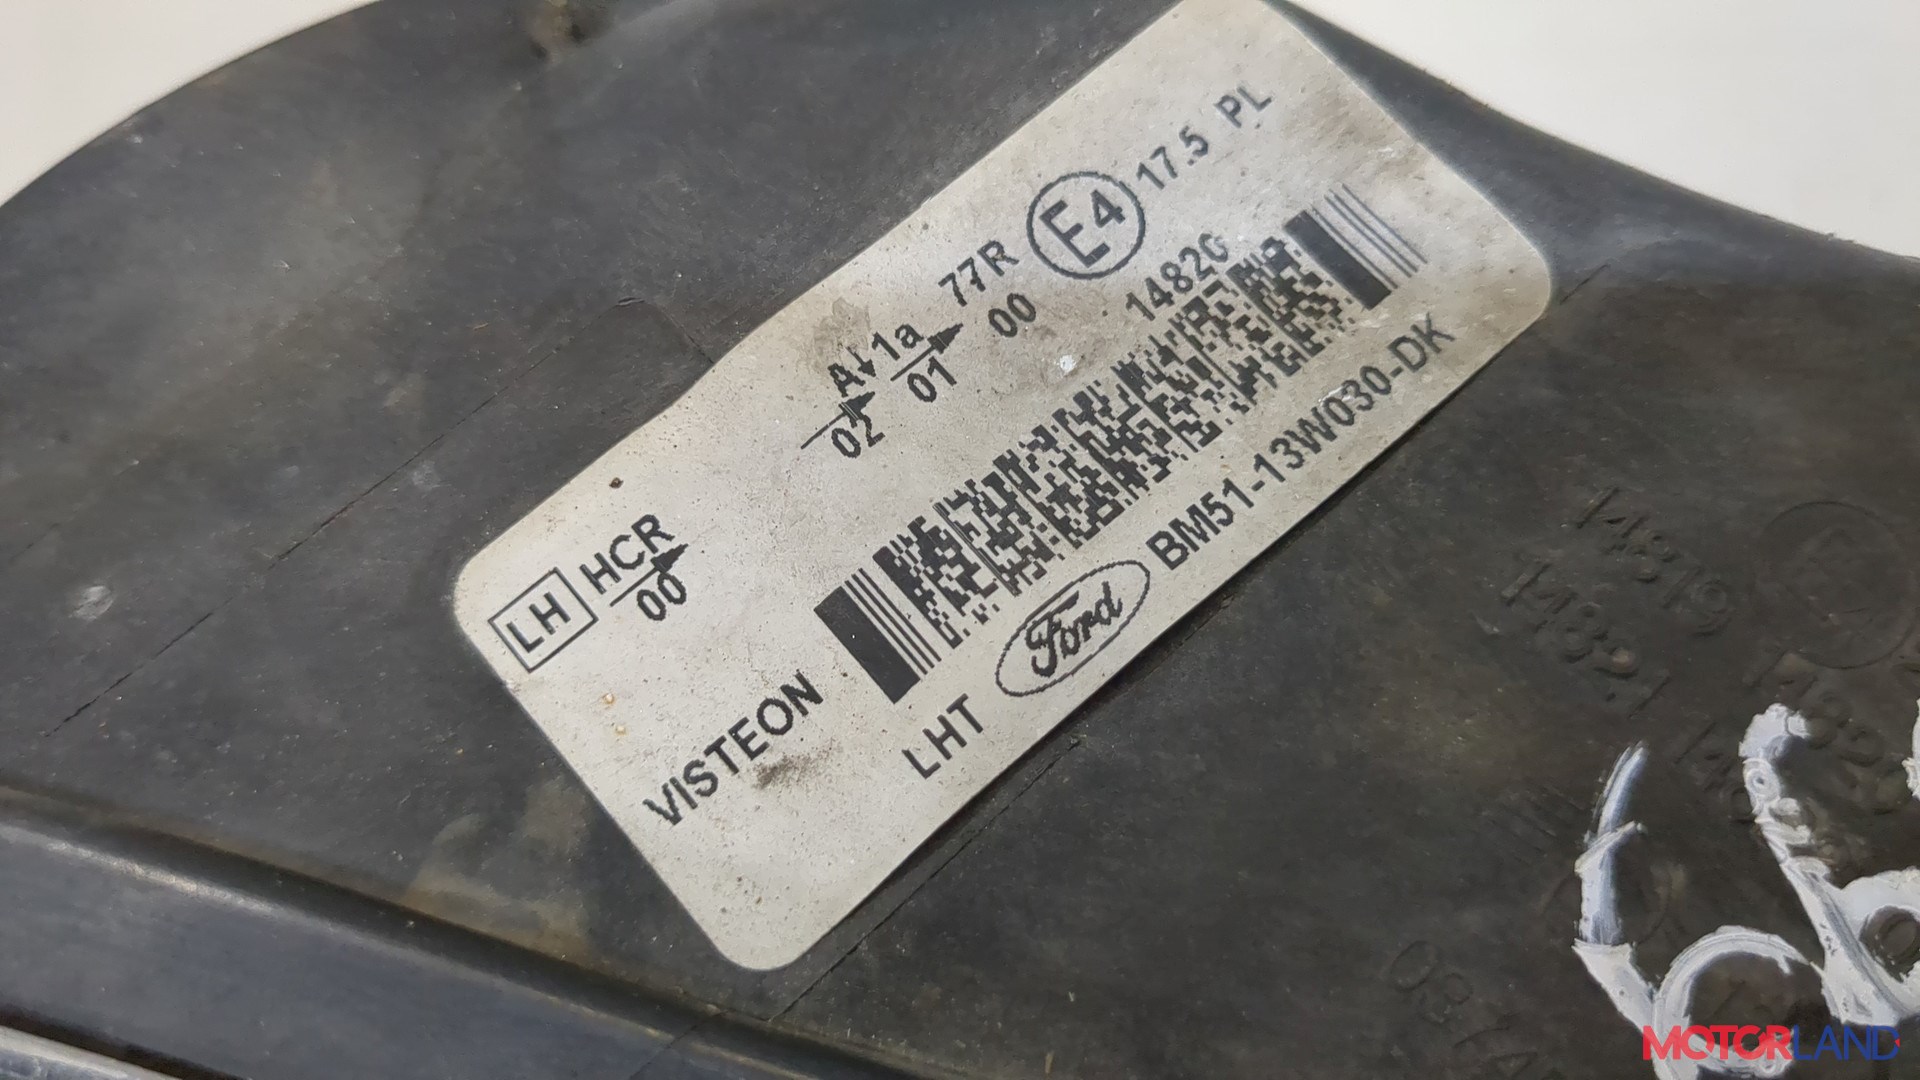 LH HCR A↓ 1a 77R E4 17.5 PL
00 02 01 00 14820
VISTEON
LHT Ford BM51-13W030-DK
14819
14821
MOTORLAND